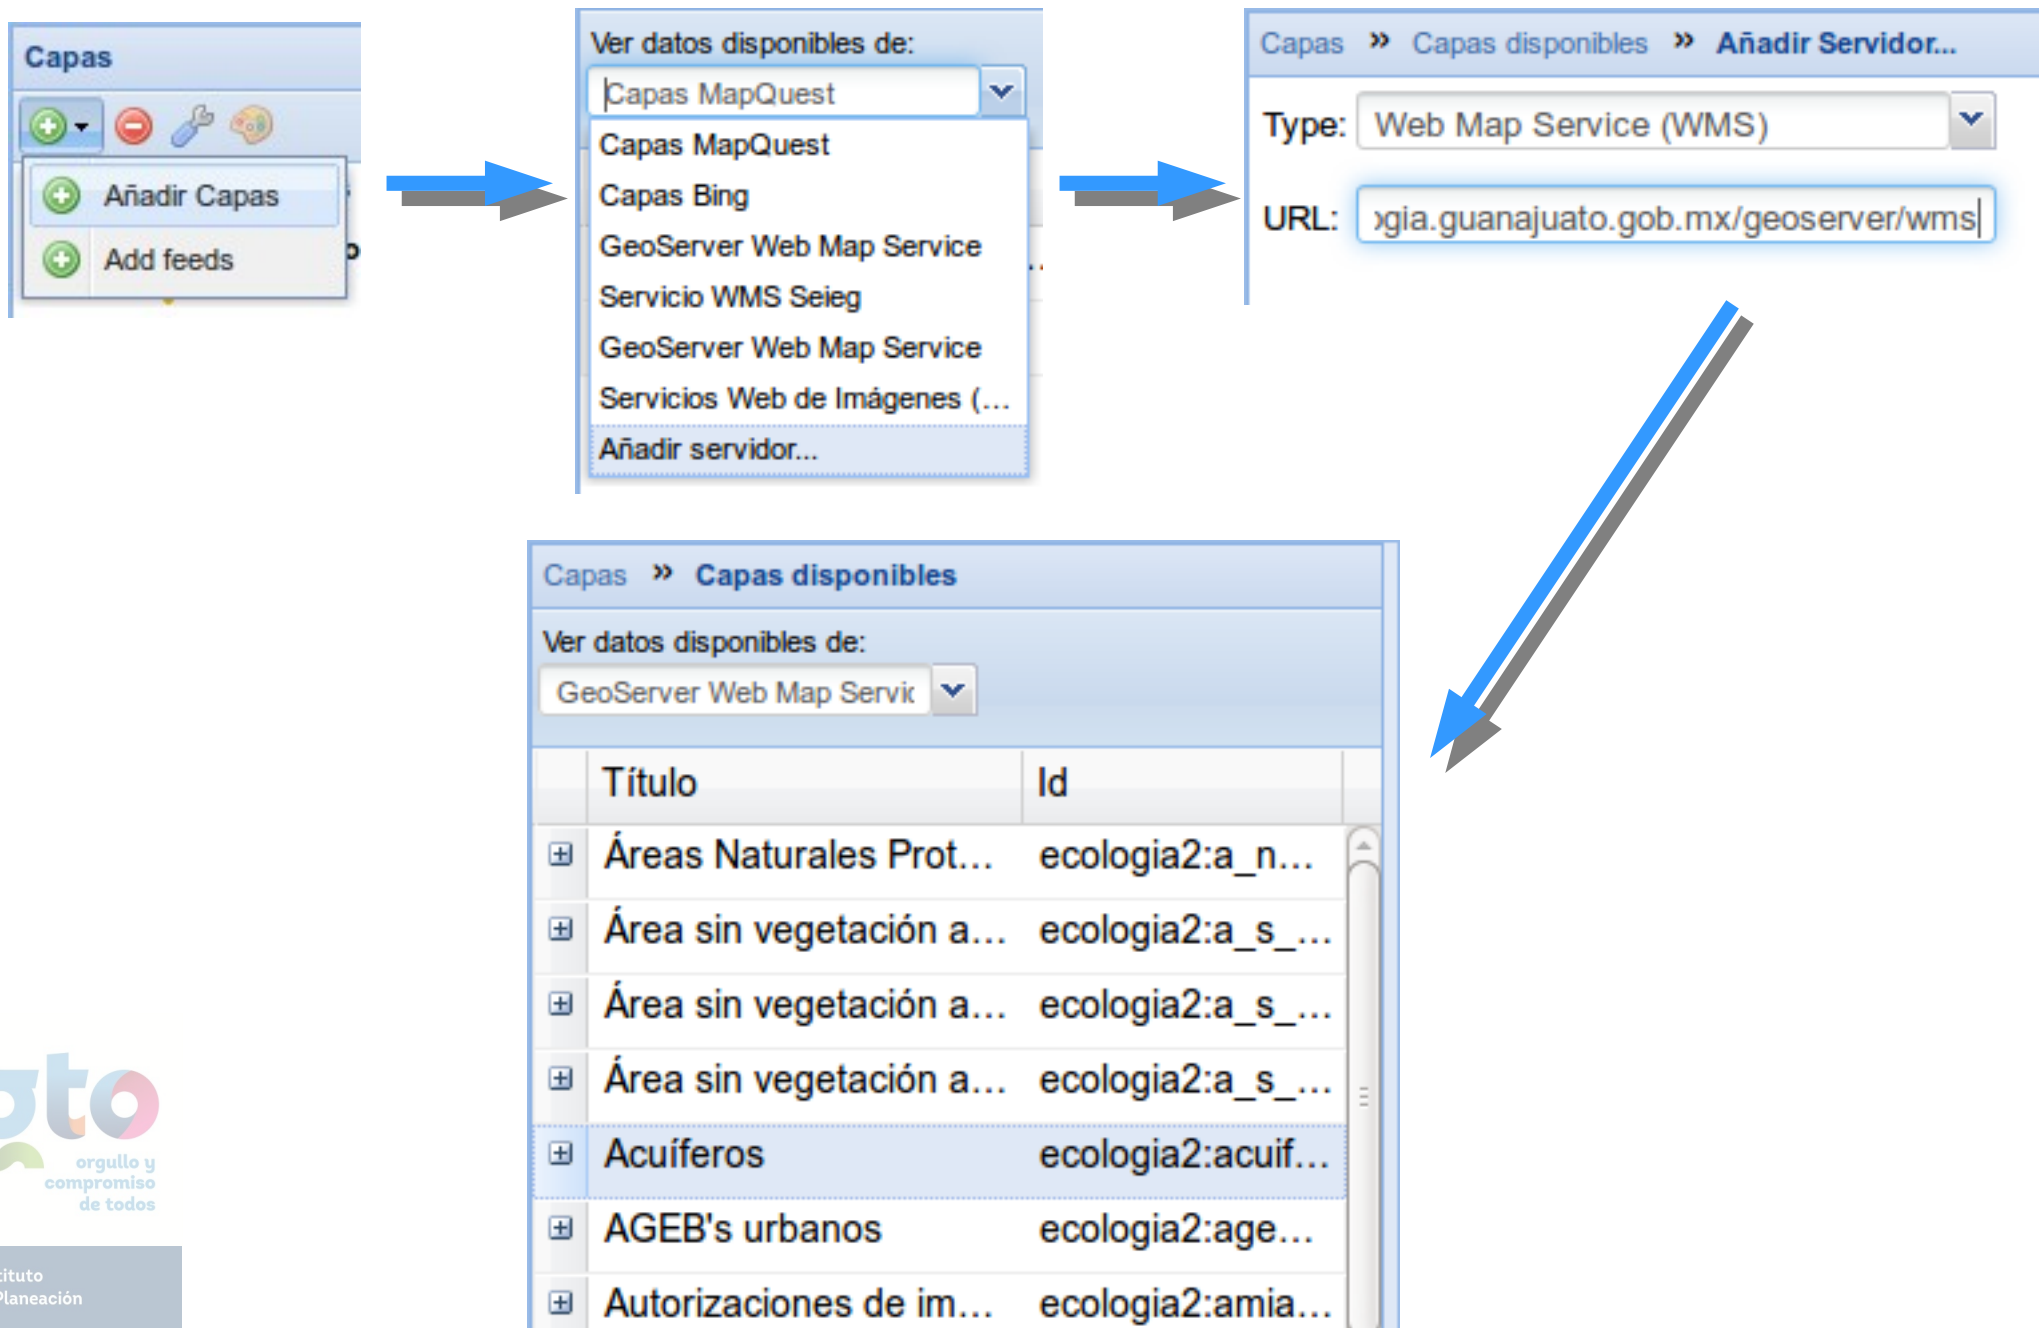 Capas
Añadir Capas
Add feeds
Ver datos disponibles de:
Capas MapQuest
Capas MapQuest
Capas Bing
GeoServer Web Map Service
Servicio WMS Seieg
GeoServer Web Map Service
Servicios Web de Imágenes (...
Añadir servidor...
Capas » Capas disponibles » Añadir Servidor...
Type: Web Map Service (WMS)
URL: gia.guanajuato.gob.mx/geoserver/wms
Capas » Capas disponibles
Ver datos disponibles de:
GeoServer Web Map Servic
Título Id
Áreas Naturales Prot... ecologia2:a_n...
Área sin vegetación a... ecologia2:a_s_...
Área sin vegetación a... ecologia2:a_s_...
Área sin vegetación a... ecologia2:a_s_...
Acuíferos ecologia2:acuif...
AGEB's urbanos ecologia2:age...
Autorizaciones de im... ecologia2:amia...
gto
orgullo y
compromiso
de todos
ituto
Planeación